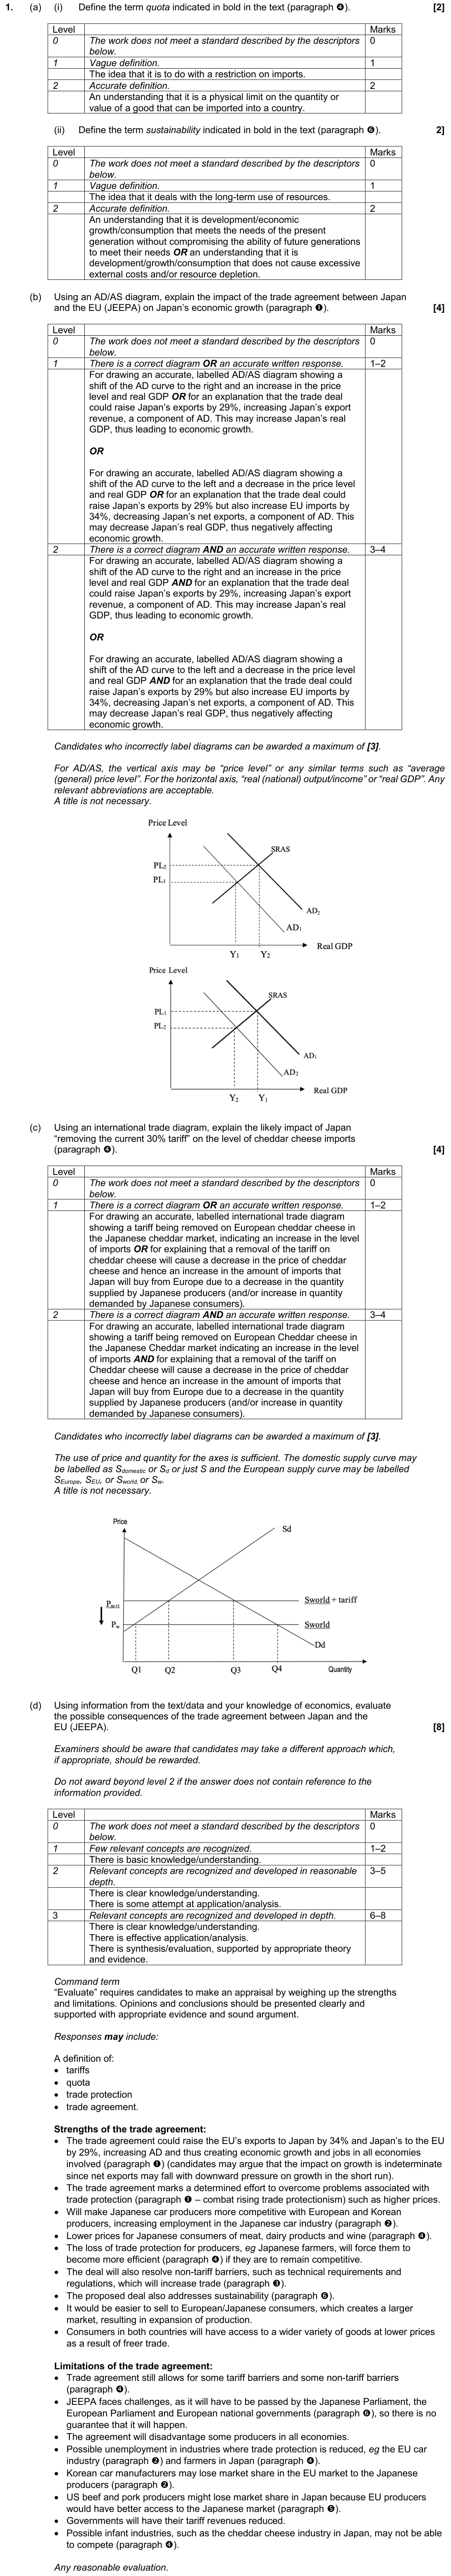 1. (a) (i) Define the term quota indicated in bold in the text (paragraph ❹). [2]
Level Marks
0 The work does not meet a standard described by the descriptors 0
below.
1 Vague definition. 1
The idea that it is to do with a restriction on imports.
2 Accurate definition. 2
An understanding that it is a physical limit on the quantity or
value of a good that can be imported into a country.
(ii) Define the term sustainability indicated in bold in the text (paragraph ❻). 2]
Level Marks
0 The work does not meet a standard described by the descriptors 0
below.
1 Vague definition. 1
The idea that it deals with the long-term use of resources.
2 Accurate definition. 2
An understanding that it is development/economic
growth/consumption that meets the needs of the present
generation without compromising the ability of future generations
to meet their needs OR an understanding that it is
development/growth/consumption that does not cause excessive
external costs and/or resource depletion.
(b) Using an AD/AS diagram, explain the impact of the trade agreement between Japan
and the EU (JEEPA) on Japan's economic growth (paragraph ❶). [4]
Level Marks
0 The work does not meet a standard described by the descriptors 0
below.
1 There is a correct diagram OR an accurate written response. 1–2
For drawing an accurate, labelled AD/AS diagram showing a
shift of the AD curve to the right and an increase in the price
level and real GDP OR for an explanation that the trade deal
could raise Japan's exports by 29%, increasing Japan's export
revenue, a component of AD. This may increase Japan's real
GDP, thus leading to economic growth.
OR
For drawing an accurate, labelled AD/AS diagram showing a
shift of the AD curve to the left and a decrease in the price level
and real GDP OR for an explanation that the trade deal could
raise Japan's exports by 29% but also increase EU imports by
34%, decreasing Japan's net exports, a component of AD. This
may decrease Japan's real GDP, thus negatively affecting
economic growth.
2 There is a correct diagram AND an accurate written response. 3–4
For drawing an accurate, labelled AD/AS diagram showing a
shift of the AD curve to the right and an increase in the price
level and real GDP AND for an explanation that the trade deal
could raise Japan's exports by 29%, increasing Japan's export
revenue, a component of AD. This may increase Japan's real
GDP, thus leading to economic growth.
OR
For drawing an accurate, labelled AD/AS diagram showing a
shift of the AD curve to the left and a decrease in the price level
and real GDP AND for an explanation that the trade deal could
raise Japan's exports by 29% but also increase EU imports by
34%, decreasing Japan's net exports, a component of AD. This
may decrease Japan's real GDP, thus negatively affecting
economic growth.
Candidates who incorrectly label diagrams can be awarded a maximum of [3].
For AD/AS, the vertical axis may be "price level" or any similar terms such as "average
(general) price level". For the horizontal axis, "real (national) output/income" or "real GDP". Any
relevant abbreviations are acceptable.
A title is not necessary.
Price Level
SRAS
PL2
PL1
AD2
AD1
Real GDP
Y1 Y2
Price Level
SRAS
PL1
PL2
AD1
AD2
Real GDP
Y2 Y1
(c) Using an international trade diagram, explain the likely impact of Japan
"removing the current 30% tariff" on the level of cheddar cheese imports
(paragraph ❹). [4]
Level Marks
0 The work does not meet a standard described by the descriptors 0
below.
1 There is a correct diagram OR an accurate written response. 1–2
For drawing an accurate, labelled international trade diagram
showing a tariff being removed on European cheddar cheese in
the Japanese cheddar market, indicating an increase in the level
of imports OR for explaining that a removal of the tariff on
cheddar cheese will cause a decrease in the price of cheddar
cheese and hence an increase in the amount of imports that
Japan will buy from Europe due to a decrease in the quantity
supplied by Japanese producers (and/or increase in quantity
demanded by Japanese consumers).
2 There is a correct diagram AND an accurate written response. 3–4
For drawing an accurate, labelled international trade diagram
showing a tariff being removed on European Cheddar cheese in
the Japanese Cheddar market indicating an increase in the level
of imports AND for explaining that a removal of the tariff on
Cheddar cheese will cause a decrease in the price of cheddar
cheese and hence an increase in the amount of imports that
Japan will buy from Europe due to a decrease in the quantity
supplied by Japanese producers (and/or increase in quantity
demanded by Japanese consumers).
Candidates who incorrectly label diagrams can be awarded a maximum of [3].
The use of price and quantity for the axes is sufficient. The domestic supply curve may
be labelled as Sdomestic or Sd or just S and the European supply curve may be labelled
SEurope, SEU, or Sworld, or Sw.
A title is not necessary.
Price
Sd
Sworld + tariff
Pw
Sworld
Dd
Q1 Q2 Q3 Q4 Quantity
(d) Using information from the text/data and your knowledge of economics, evaluate
the possible consequences of the trade agreement between Japan and the
EU (JEEPA). [8]
Examiners should be aware that candidates may take a different approach which,
if appropriate, should be rewarded.
Do not award beyond level 2 if the answer does not contain reference to the
information provided.
Level Marks
0 The work does not meet a standard described by the descriptors 0
below.
1 Few relevant concepts are recognized. 1–2
There is basic knowledge/understanding.
2 Relevant concepts are recognized and developed in reasonable 3–5
depth.
There is clear knowledge/understanding.
There is some attempt at application/analysis.
3 Relevant concepts are recognized and developed in depth. 6–8
There is clear knowledge/understanding.
There is effective application/analysis.
There is synthesis/evaluation, supported by appropriate theory
and evidence.
Command term
"Evaluate" requires candidates to make an appraisal by weighing up the strengths
and limitations. Opinions and conclusions should be presented clearly and
supported with appropriate evidence and sound argument.
Responses may include:
A definition of:
• tariffs
• quota
• trade protection
• trade agreement.
Strengths of the trade agreement:
• The trade agreement could raise the EU's exports to Japan by 34% and Japan's to the EU
by 29%, increasing AD and thus creating economic growth and jobs in all economies
involved (paragraph ❶) (candidates may argue that the impact on growth is indeterminate
since net exports may fall with downward pressure on growth in the short run).
• The trade agreement marks a determined effort to overcome problems associated with
trade protection (paragraph ❶ – combat rising trade protectionism) such as higher prices.
• Will make Japanese car producers more competitive with European and Korean
producers, increasing employment in the Japanese car industry (paragraph ❷).
• Lower prices for Japanese consumers of meat, dairy products and wine (paragraph ❹).
• The loss of trade protection for producers, eg Japanese farmers, will force them to
become more efficient (paragraph ❹) if they are to remain competitive.
• The deal will also resolve non-tariff barriers, such as technical requirements and
regulations, which will increase trade (paragraph ❸).
• The proposed deal also addresses sustainability (paragraph ❻).
• It would be easier to sell to European/Japanese consumers, which creates a larger
market, resulting in expansion of production.
• Consumers in both countries will have access to a wider variety of goods at lower prices
as a result of freer trade.
Limitations of the trade agreement:
• Trade agreement still allows for some tariff barriers and some non-tariff barriers
(paragraph ❹).
• JEEPA faces challenges, as it will have to be passed by the Japanese Parliament, the
European Parliament and European national governments (paragraph ❻), so there is no
guarantee that it will happen.
• The agreement will disadvantage some producers in all economies.
• Possible unemployment in industries where trade protection is reduced, eg the EU car
industry (paragraph ❷) and farmers in Japan (paragraph ❹).
• Korean car manufacturers may lose market share in the EU market to the Japanese
producers (paragraph ❷).
• US beef and pork producers might lose market share in Japan because EU producers
would have better access to the Japanese market (paragraph ❺).
• Governments will have their tariff revenues reduced.
• Possible infant industries, such as the cheddar cheese industry in Japan, may not be able
to compete (paragraph ❹).
Any reasonable evaluation.